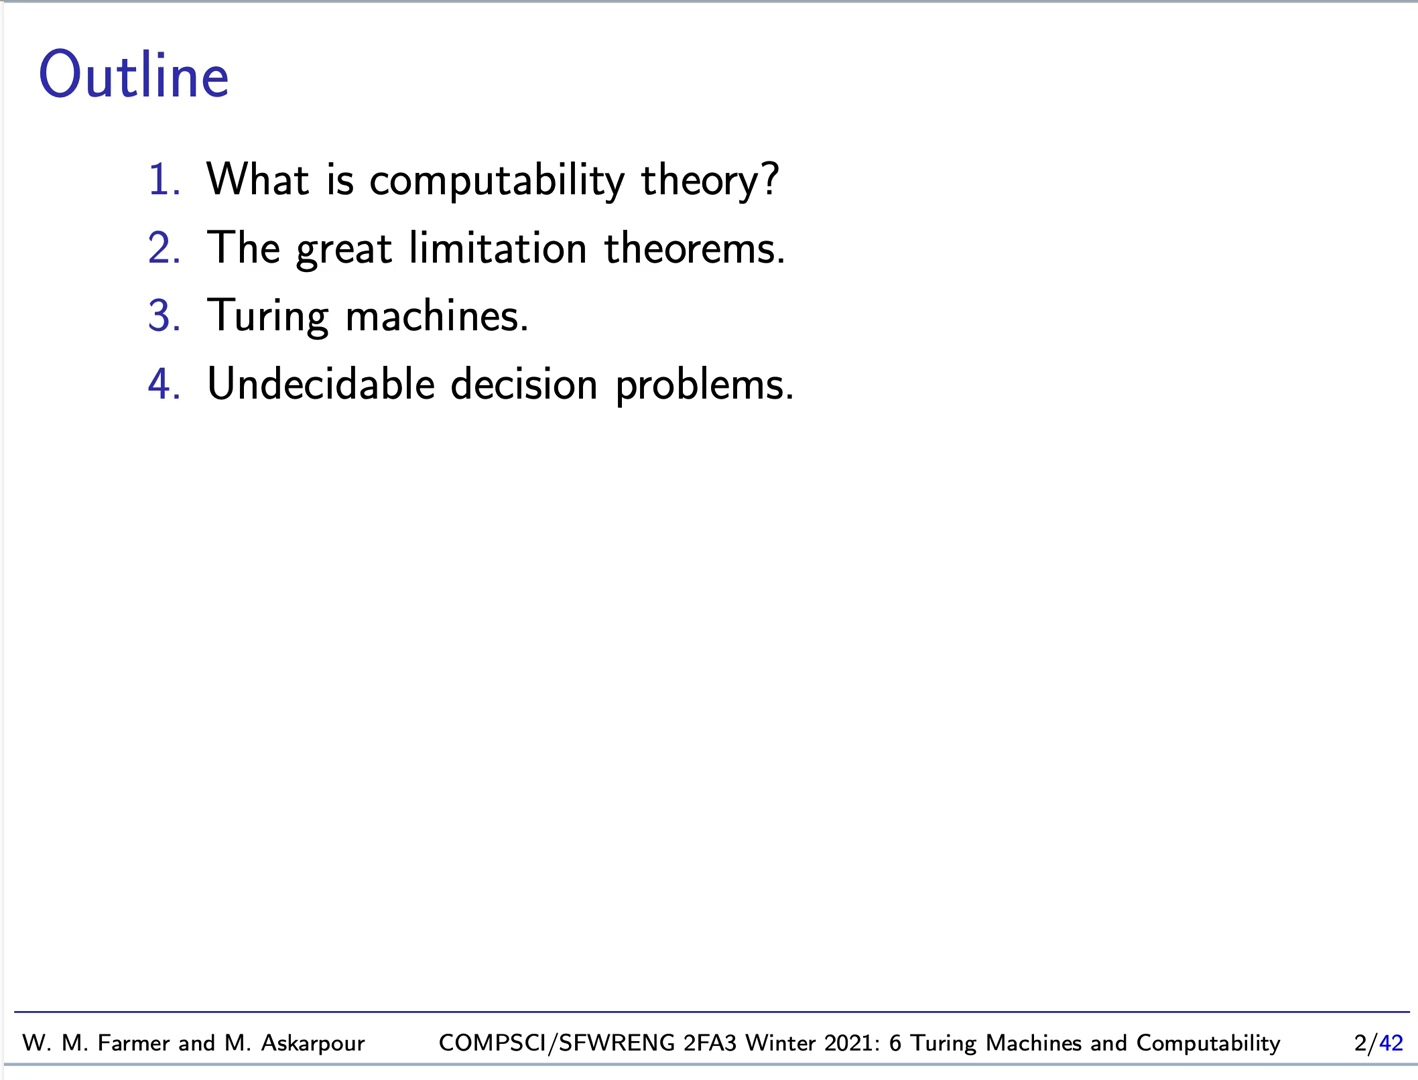 Outline
1. What is computability theory?
2. The great limitation theorems.
3. Turing machines.
4. Undecidable decision problems.
W. M. Farmer and M. Askarpour COMPSCI/SFWRENG 2FA3 Winter 2021: 6 Turing Machines and Computability 2/42